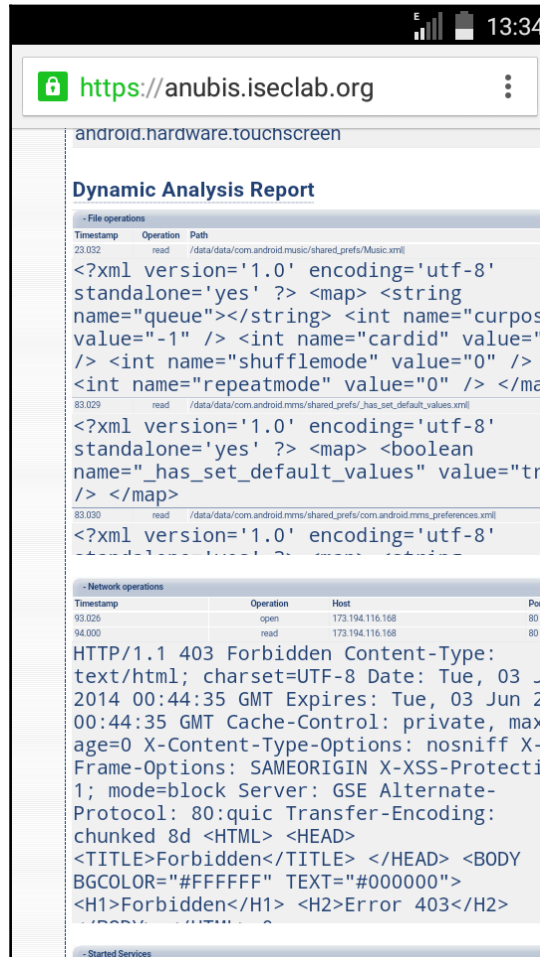 E
13:34
https://anubis.iseclab.org
android.hardware.touchscreen
Dynamic Analysis Report
- File operations
Timestamp Operation Path
23.032 read /data/data/com.android.music/shared_prefs/Music.xml|
<?xml version='1.0' encoding='utf-8'
standalone='yes' ?> <map> <string
name="queue"></string> <int name="curpos
value="-1" /> <int name="cardid" value="
/> <int name="shufflemode" value="0" />
<int name="repeatmode" value="0" /> </ma
83.029 read /data/data/com.android.mms/shared_prefs/_has_set_default_values.xml|
<?xml version='1.0' encoding='utf-8'
standalone='yes' ?> <map> <boolean
name="_has_set_default_values" value="tr
/> </map>
83.030 read /data/data/com.android.mms/shared_prefs/com.android.mms_preferences.xml|
<?xml version='1.0' encoding='utf-8'
standalone='yes' ?> <map> <string
- Network operations
Timestamp Operation Host Po
93.026 open 173.194.116.168 80
94.000 read 173.194.116.168 80
HTTP/1.1 403 Forbidden Content-Type:
text/html; charset=UTF-8 Date: Tue, 03 J
2014 00:44:35 GMT Expires: Tue, 03 Jun 2
00:44:35 GMT Cache-Control: private, max
age=0 X-Content-Type-Options: nosniff X-
Frame-Options: SAMEORIGIN X-XSS-Protecti
1; mode=block Server: GSE Alternate-
Protocol: 80:quic Transfer-Encoding:
chunked 8d <HTML> <HEAD>
<TITLE>Forbidden</TITLE> </HEAD> <BODY
BGCOLOR="#FFFFFF" TEXT="#000000">
<H1>Forbidden</H1> <H2>Error 403</H2>
</BODY> </HTML> 0
- Started Services